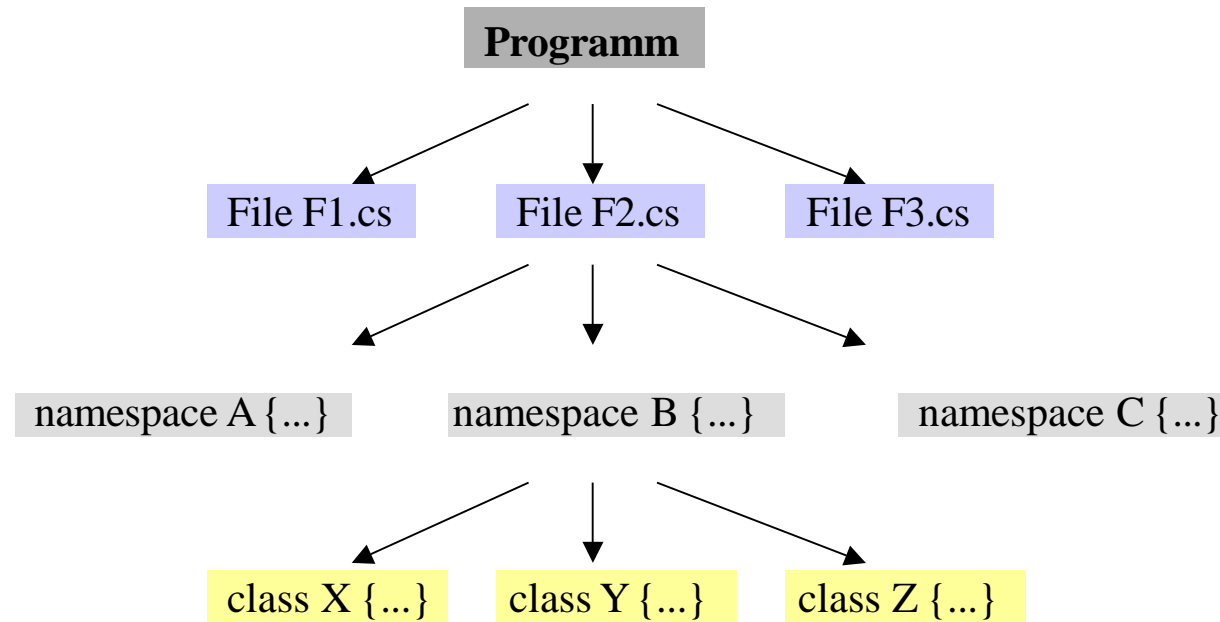 Programm
File F1.cs File F2.cs File F3.cs
namespace A {...} namespace B {...} namespace C {...}
class X {...} class Y {...} class Z {...}